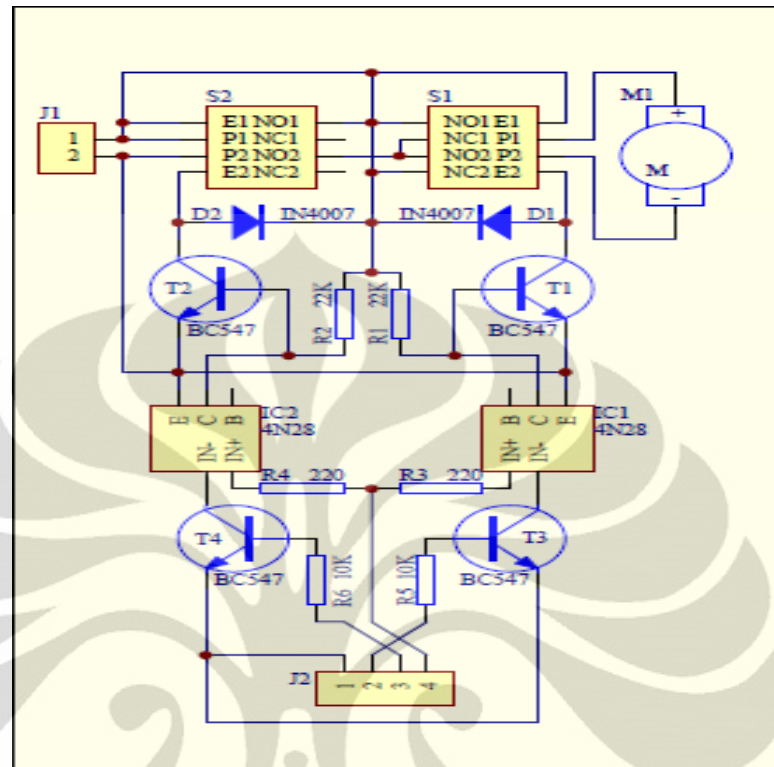 J1
1
2
S2
E1 NO1
P1 NC1
P2 NO2
E2 NC2
S1
NO1 E1
NC1 P1
NO2 P2
NC2 E2
M1
+
M
-
D2
IN4007
IN4007
D1
T2
BC547
R2 22K
R1 22K
T1
BC547
E C B
IN- IN+
IC2
4N28
B C E
IN+ IN-
IC1
4N28
R4 220
R3 220
T4
BC547
R6 10K
R5 10K
T3
BC547
J2
1 2 3 4